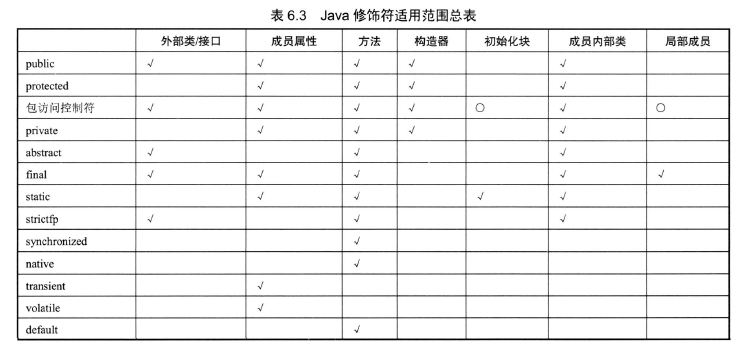 表 6.3 Java 修饰符适用范围总表
外部类/接口 成员属性 方法 构造器 初始化块 成员内部类 局部成员
public √ √ √ √ √
protected √ √ √ √
包访问控制符 √ √ √ √ ○ √ ○
private √ √ √ √
abstract √ √ √
final √ √ √ √ √
static √ √ √ √
strictfp √ √ √
synchronized √
native √
transient √
volatile √
default √